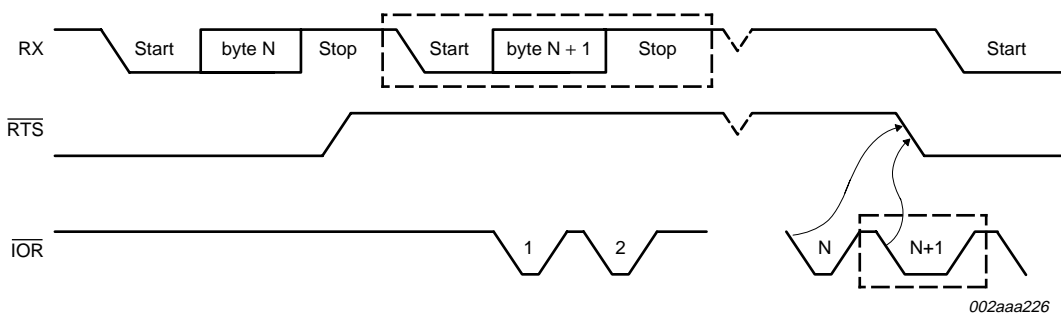 RX Start byte N Stop Start byte N + 1 Stop Start
RTS
IOR 1 2 N N+1
002aaa226